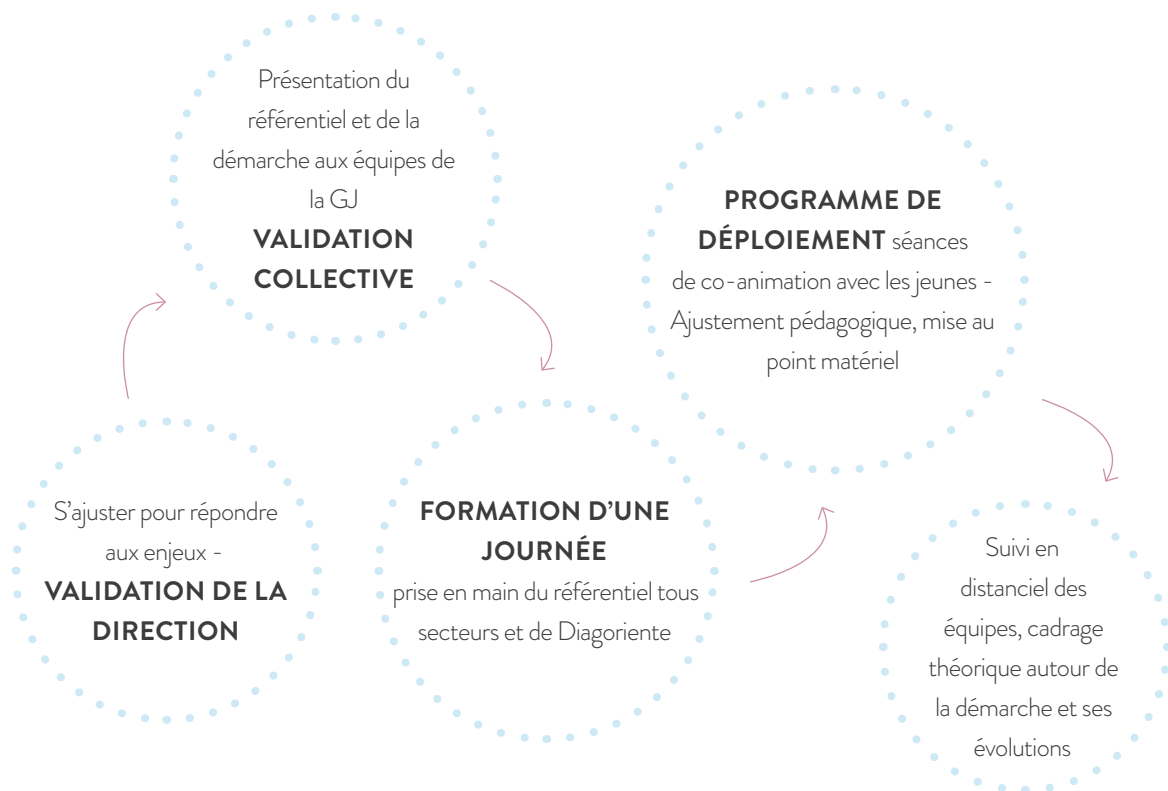 S'ajuster pour répondre
aux enjeux -
VALIDATION DE LA
DIRECTION
Présentation du
référentiel et de la
démarche aux équipes de
la GJ
VALIDATION
COLLECTIVE
FORMATION D'UNE
JOURNÉE
prise en main du référentiel tous
secteurs et de Diagoriente
PROGRAMME DE
DÉPLOIEMENT séances
de co-animation avec les jeunes -
Ajustement pédagogique, mise au
point matériel
Suivi en
distanciel des
équipes, cadrage
théorique autour de
la démarche et ses
évolutions